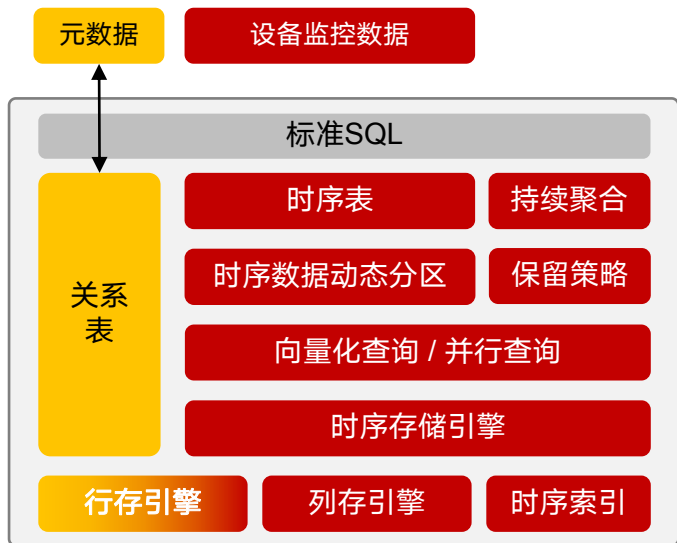 元数据
设备监控数据
标准SQL
关系
表
时序表
持续聚合
时序数据动态分区
保留策略
向量化查询 / 并行查询
时序存储引擎
行存引擎
列存引擎
时序索引